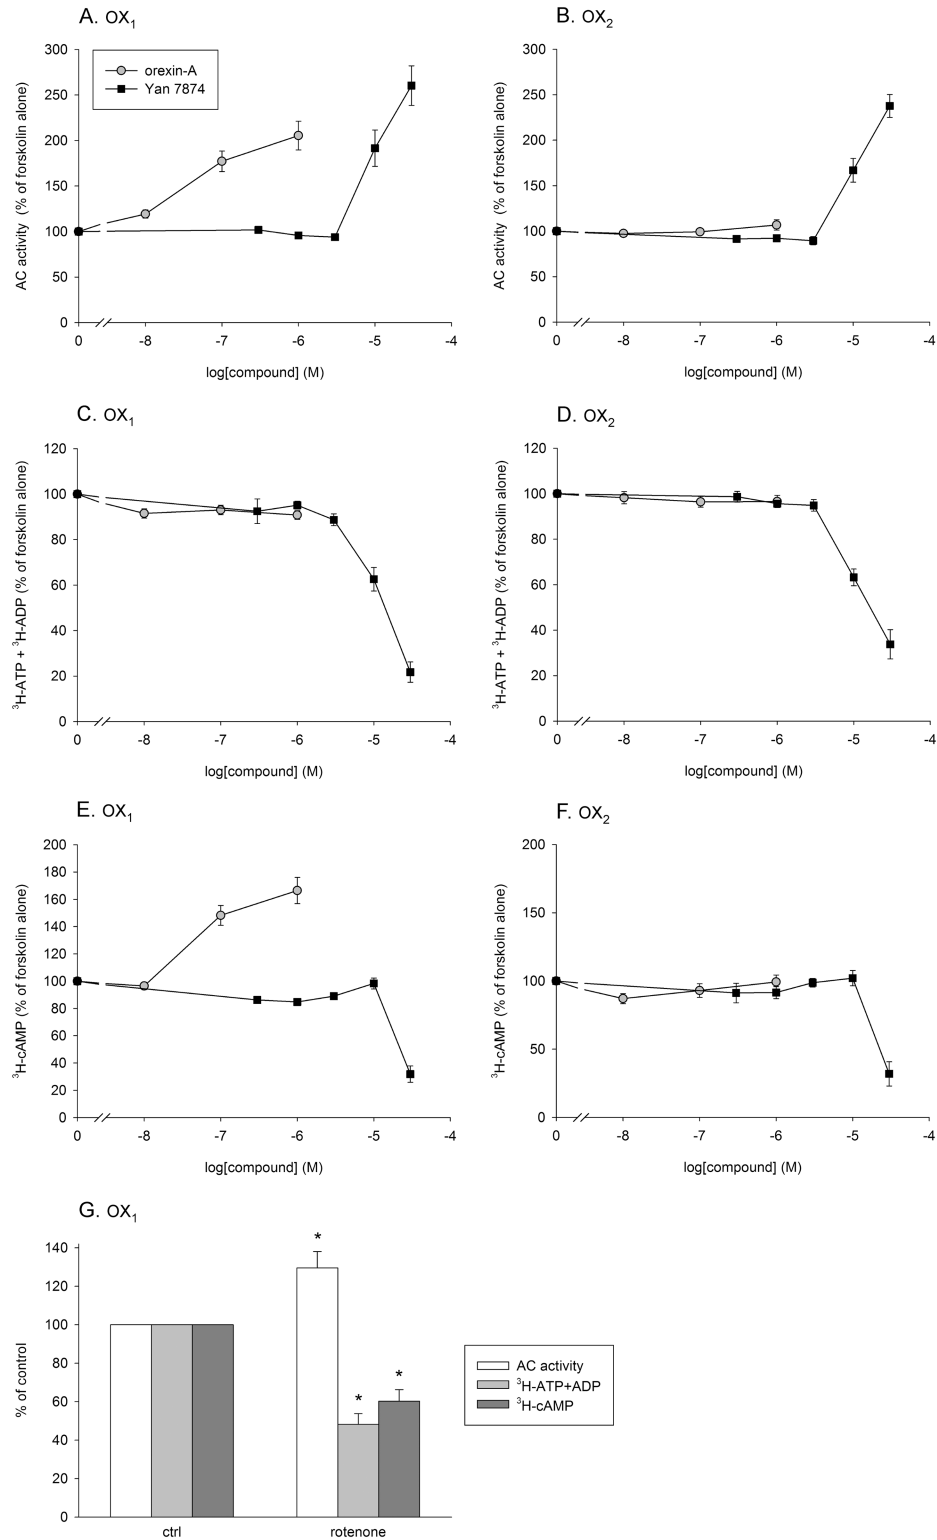 A. OX1
AC activity (% of forskolin alone)
300
250
200
150
100
50
0
orexin-A
Yan 7874
0 -8 -7 -6 -5 -4
log[compound] (M)
B. OX2
AC activity (% of forskolin alone)
300
250
200
150
100
50
0
0 -8 -7 -6 -5 -4
log[compound] (M)
C. OX1
3H-ATP + 3H-ADP (% of forskolin alone)
120
100
80
60
40
20
0
0 -8 -7 -6 -5 -4
log[compound] (M)
D. OX2
3H-ATP + 3H-ADP (% of forskolin alone)
120
100
80
60
40
20
0
0 -8 -7 -6 -5 -4
log[compound] (M)
E. OX1
3H-cAMP (% of forskolin alone)
200
180
160
140
120
100
80
60
40
20
0
0 -8 -7 -6 -5 -4
log[compound] (M)
F. OX2
3H-cAMP (% of forskolin alone)
200
150
100
50
0
0 -8 -7 -6 -5 -4
log[compound] (M)
G. OX1
% of control
140
120
100
80
60
40
20
0
*
*
*
ctrl rotenone
AC activity
3H-ATP+ADP
3H-cAMP